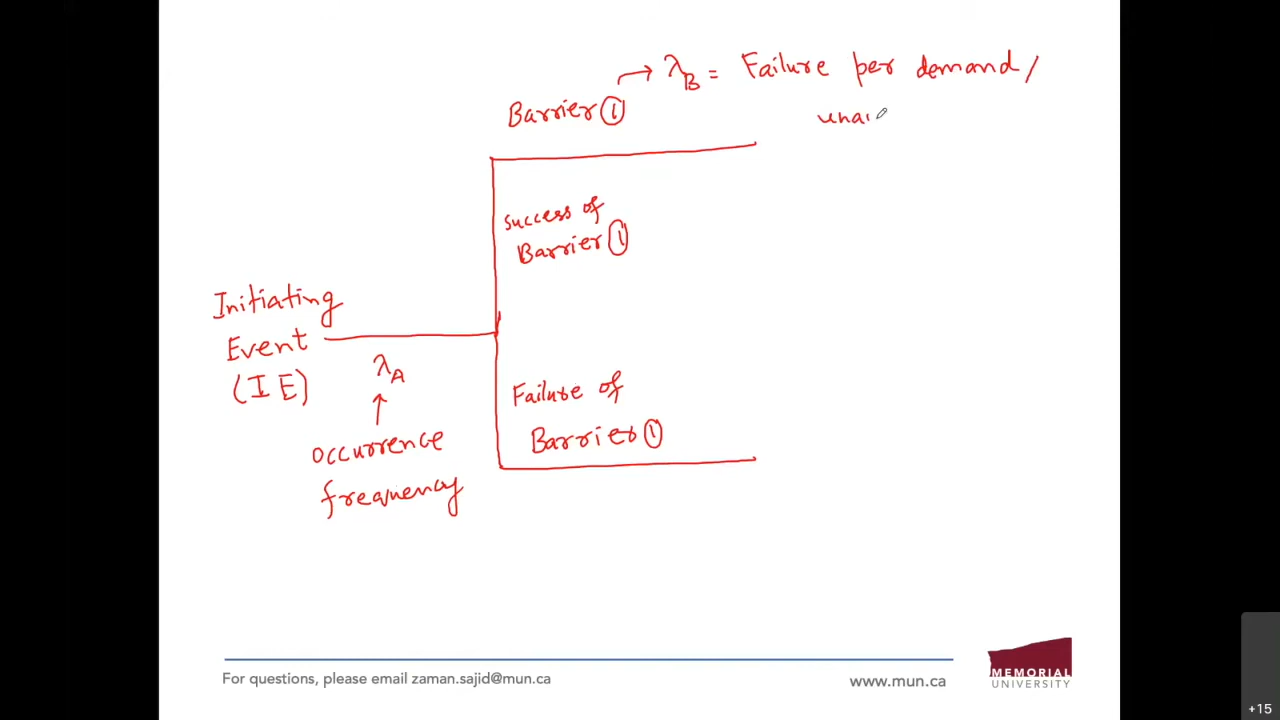 Barrier ① → λB = Failure per demand /
unai
success of
Barrier ①
Initiating
Event
(IE)
λA
occurrence
frequency
Failure of
Barrier ①
For questions, please email zaman.sajid@mun.ca
www.mun.ca
MEMORIAL
UNIVERSITY
+15